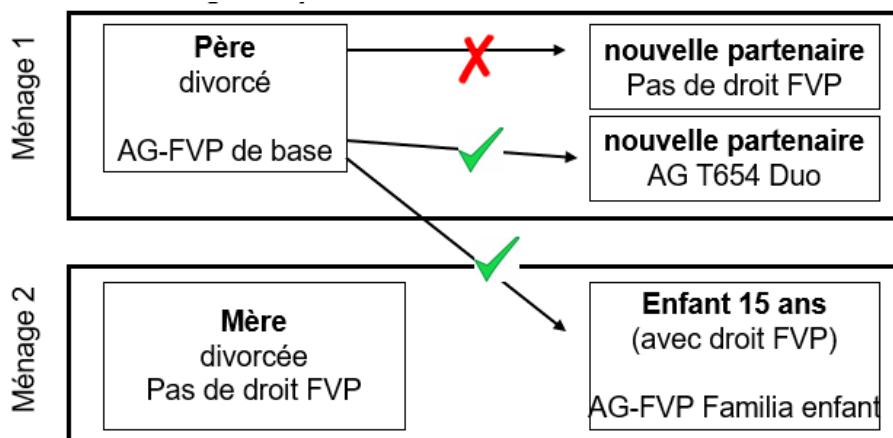 Ménage 1
Père
divorcé
AG-FVP de base
nouvelle partenaire
Pas de droit FVP
nouvelle partenaire
AG T654 Duo
Ménage 2
Mère
divorcée
Pas de droit FVP
Enfant 15 ans
(avec droit FVP)
AG-FVP Familia enfant